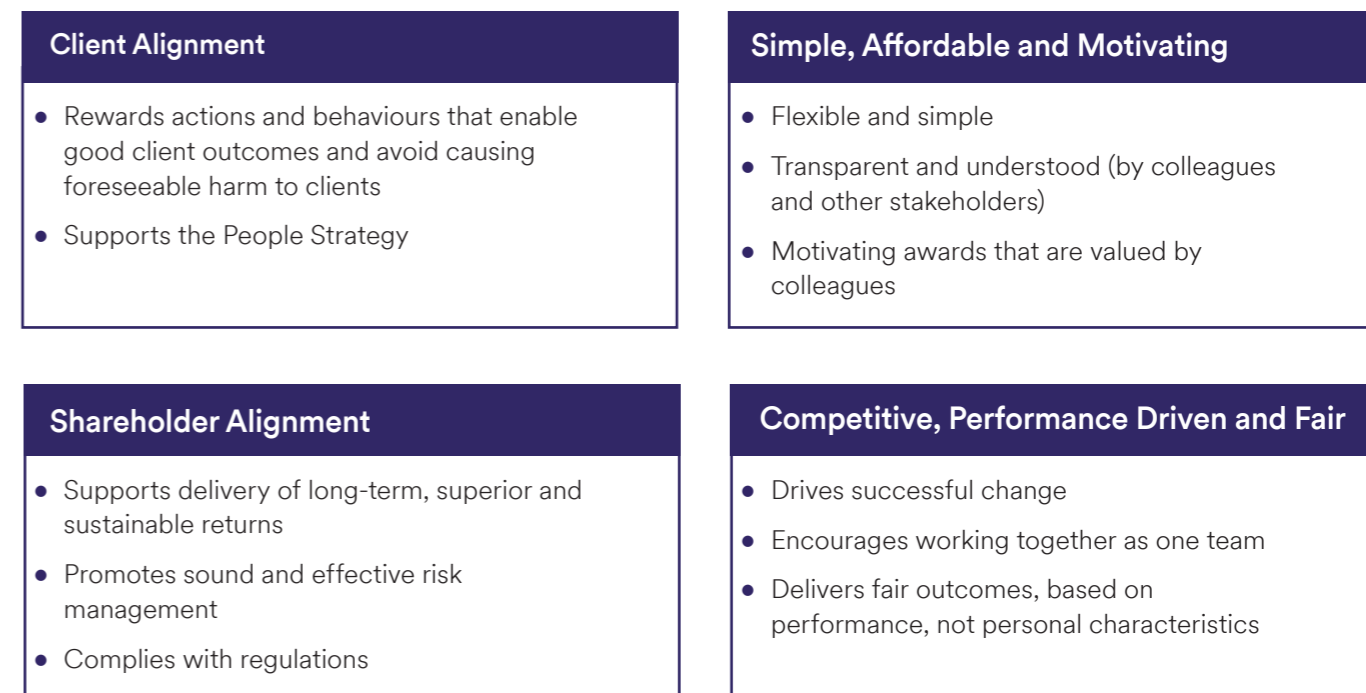 Client Alignment
• Rewards actions and behaviours that enable
good client outcomes and avoid causing
foreseeable harm to clients
• Supports the People Strategy
Simple, Affordable and Motivating
• Flexible and simple
• Transparent and understood (by colleagues
and other stakeholders)
• Motivating awards that are valued by
colleagues
Shareholder Alignment
• Supports delivery of long-term, superior and
sustainable returns
• Promotes sound and effective risk
management
• Complies with regulations
Competitive, Performance Driven and Fair
• Drives successful change
• Encourages working together as one team
• Delivers fair outcomes, based on
performance, not personal characteristics